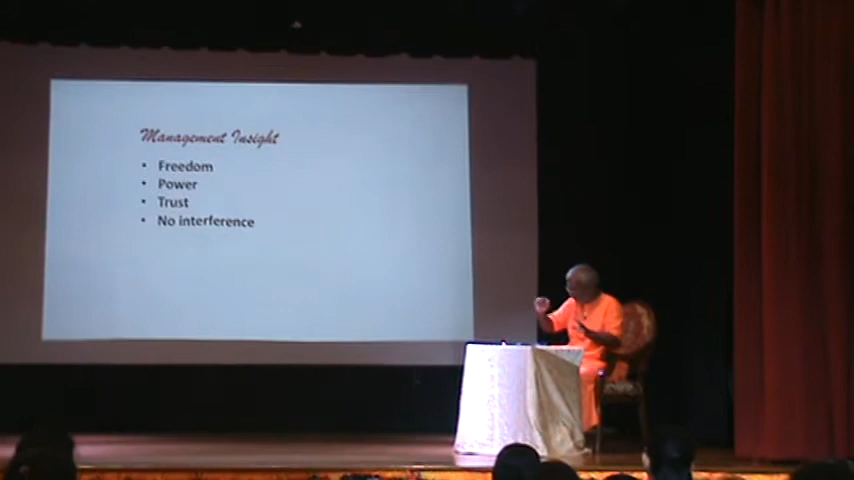 Management Insight
• Freedom
• Power
• Trust
• No interference